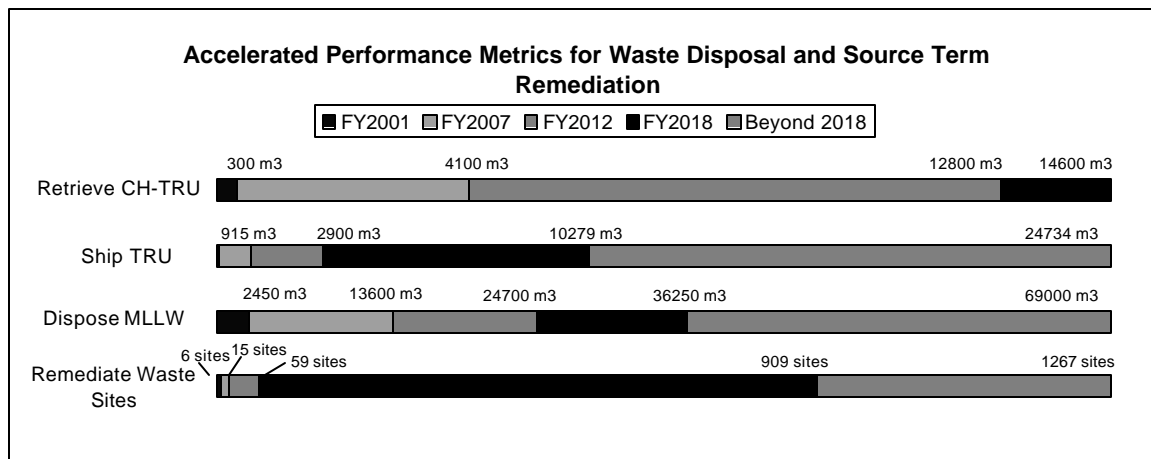 Accelerated Performance Metrics for Waste Disposal and Source Term
Remediation
FY2001 FY2007 FY2012 FY2018 Beyond 2018
300 m3 4100 m3 12800 m3 14600 m3
Retrieve CH-TRU
915 m3 2900 m3 10279 m3 24734 m3
Ship TRU
2450 m3 13600 m3 24700 m3 36250 m3 69000 m3
Dispose MLLW
6 sites 15 sites 59 sites 909 sites 1267 sites
Remediate Waste
Sites